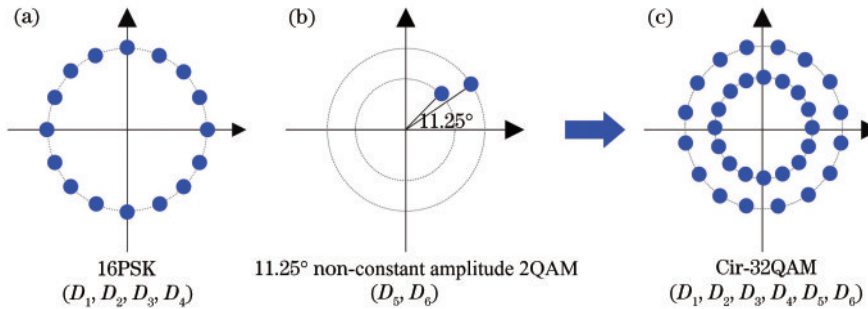 (a)
(b)
(c)
11.25°
16PSK
(D₁, D₂, D₃, D₄)
11.25° non-constant amplitude 2QAM
(D₅, D₆)
Cir-32QAM
(D₁, D₂, D₃, D₄, D₅, D₆)